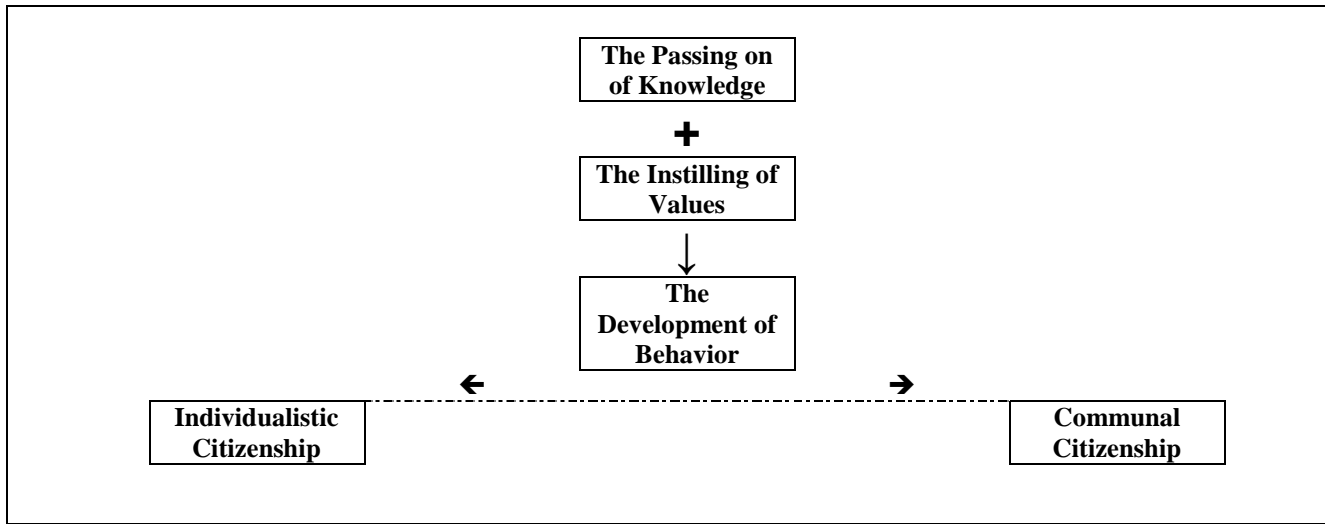 The Passing on
of Knowledge
+
The Instilling of
Values
↓
The
Development of
Behavior
← →
Individualistic
Citizenship
Communal
Citizenship